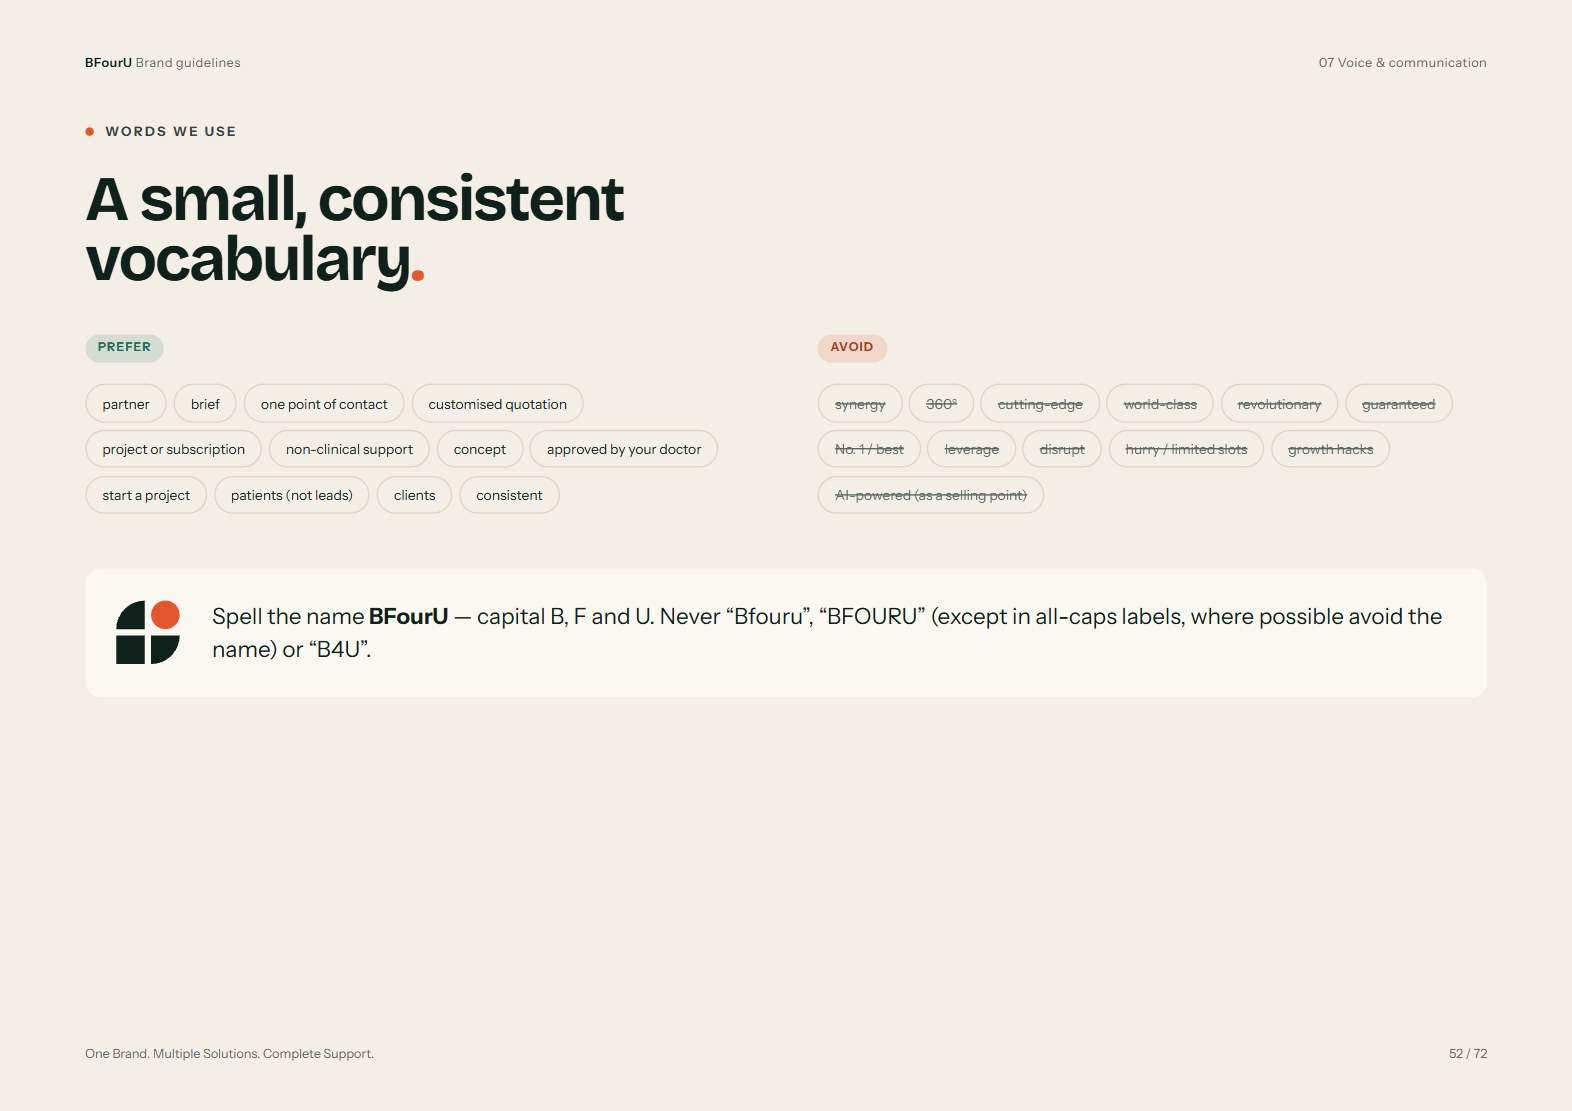 BFourU Brand guidelines
07 Voice & communication
WORDS WE USE
A small, consistent
vocabulary.
PREFER
partner
brief
one point of contact
customised quotation
project or subscription
non-clinical support
concept
approved by your doctor
start a project
patients (not leads)
clients
consistent
AVOID
synergy
360º
cutting-edge
world-class
revolutionary
guaranteed
No. 1 / best
leverage
disrupt
hurry / limited slots
growth hacks
AI-powered (as a selling point)
Spell the name BFourU — capital B, F and U. Never “Bfouru”, “BFOURU” (except in all-caps labels, where possible avoid the
name) or “B4U”.
One Brand. Multiple Solutions. Complete Support.
52 / 72